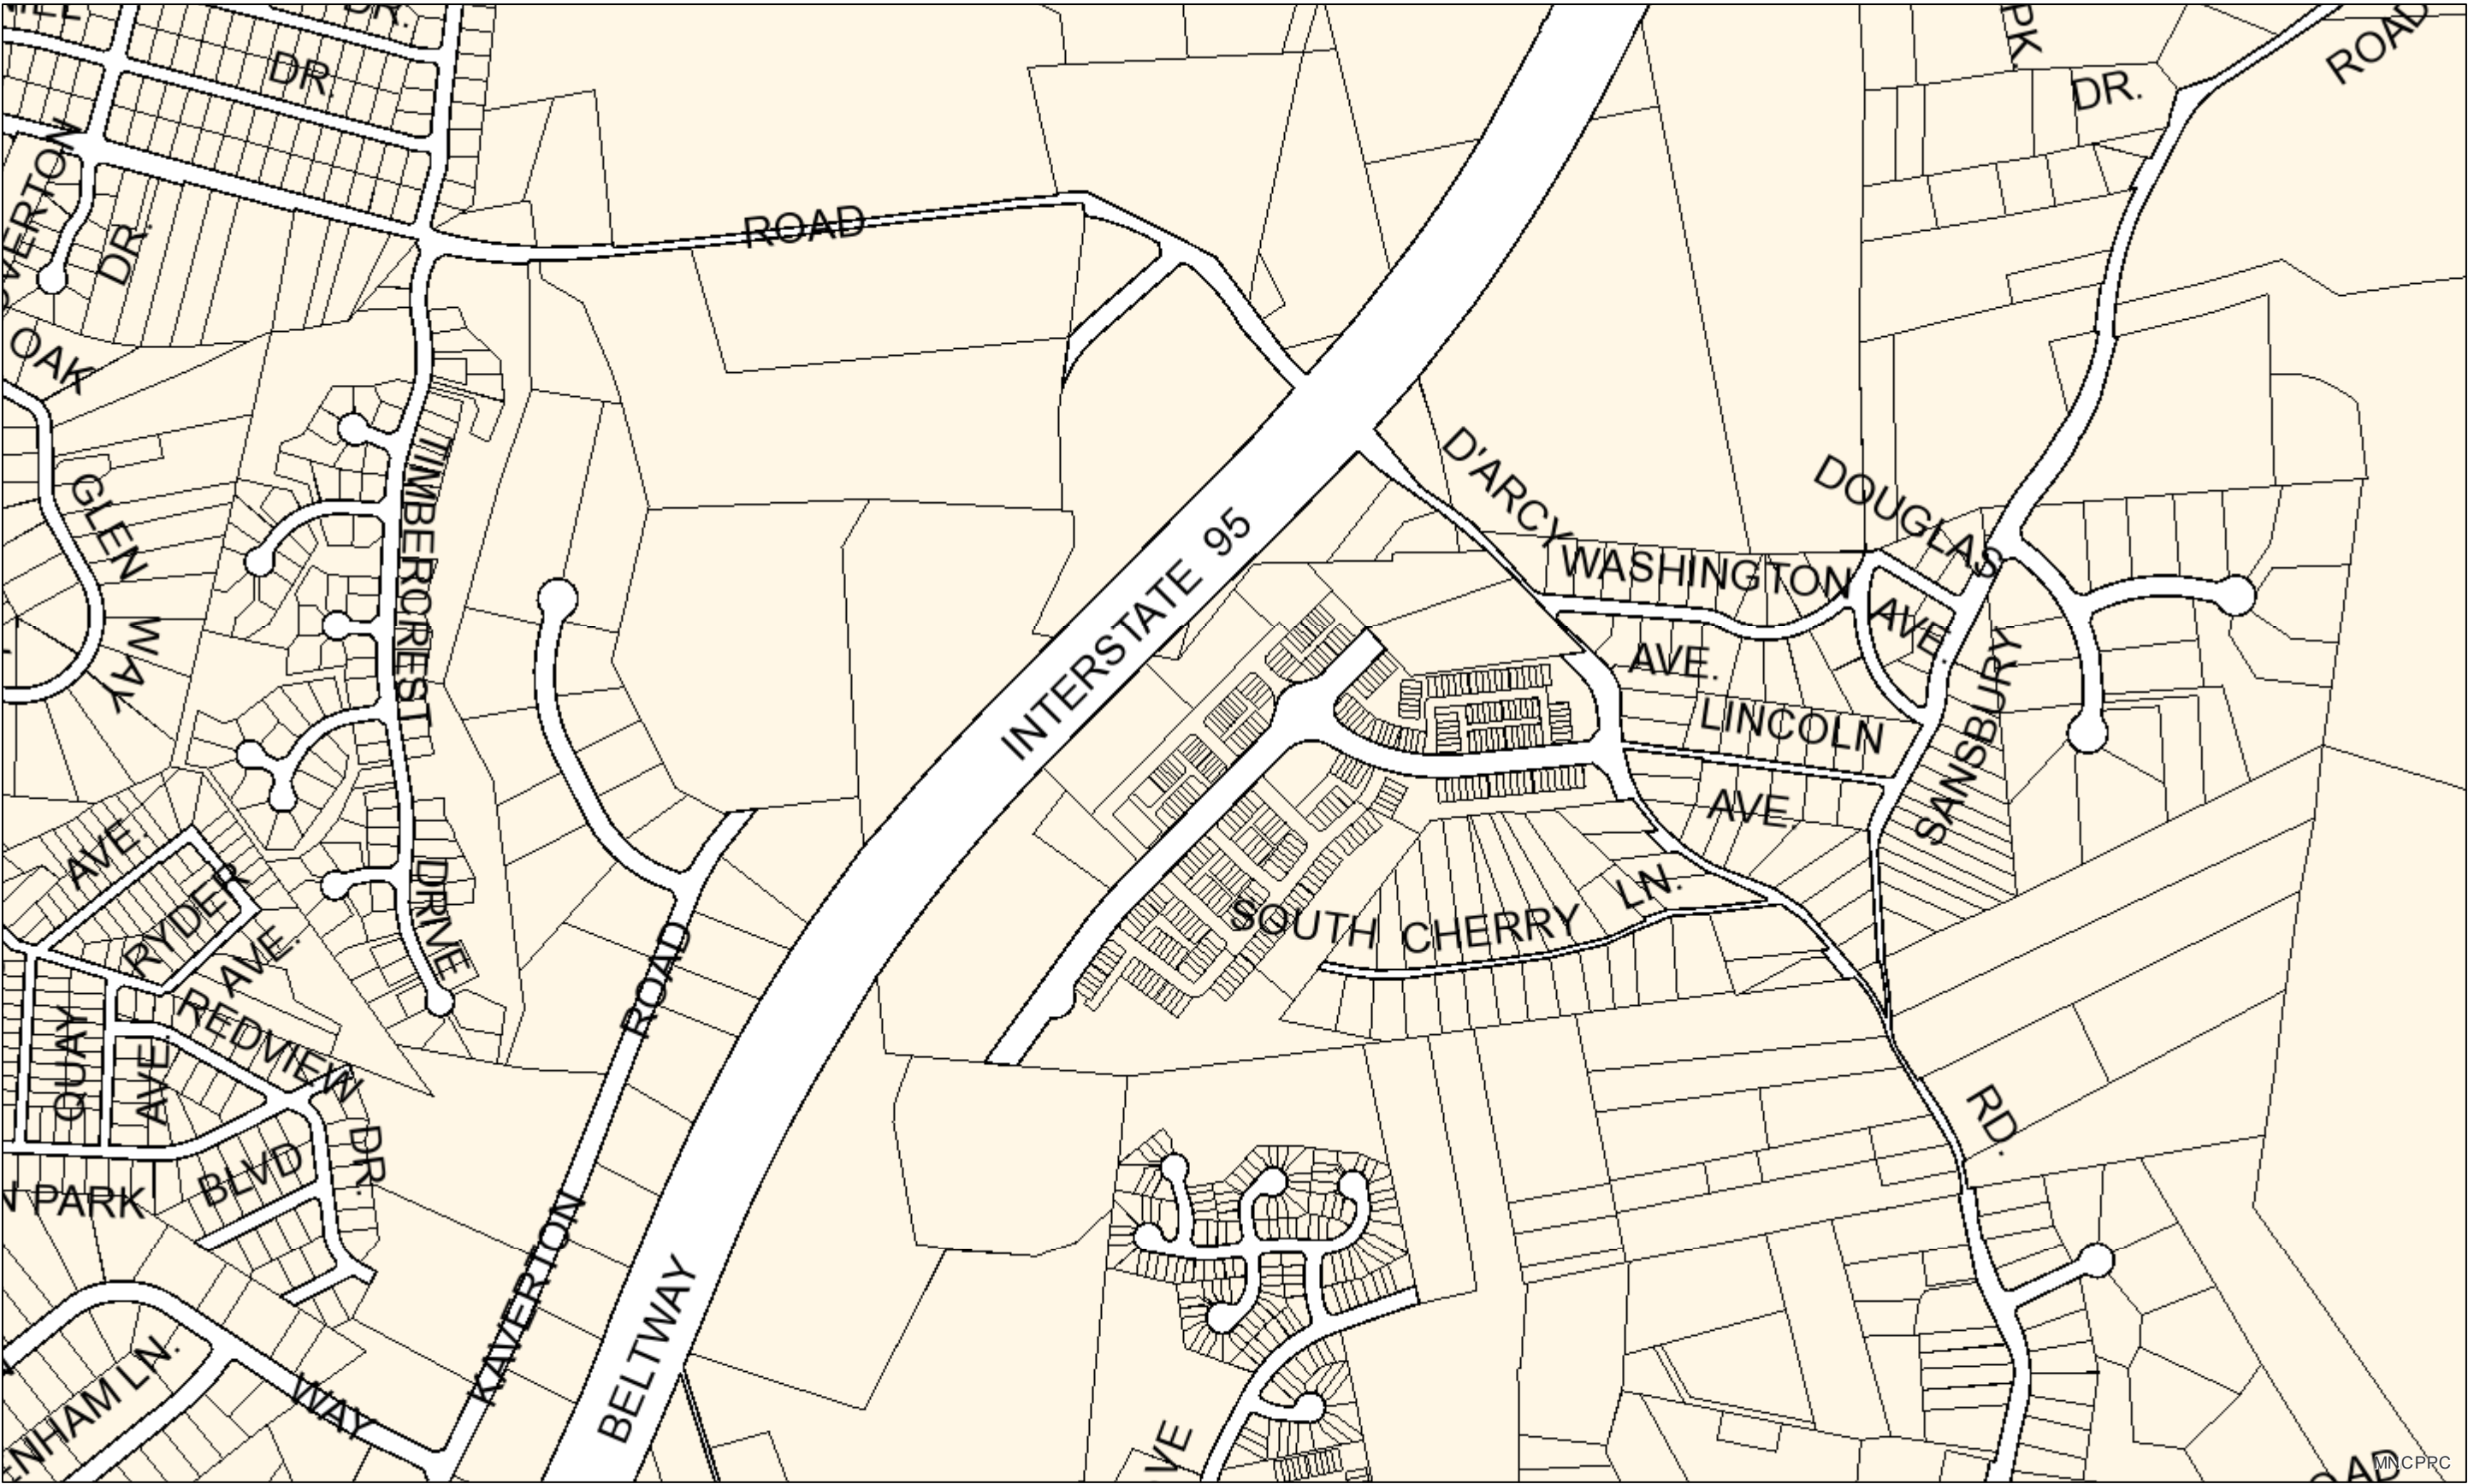 DR.
DR.
PK.
DR.
ROAD
DR.
ROAD
OAK
GLEN WAY
TIMBERCREST DRIVE
INTERSTATE 95
D'ARCY
WASHINGTON
AVE.
DOUGLAS
AVE.
LINCOLN
AVE.
SANSBURY
SOUTH CHERRY LN.
RD.
AVE.
RYDER
AVE.
REDVIEW
DR.
QUAY
AVE
BLVD
PARK
ROAD
KAVERTON
BELTWAY
WAY
LN.
MNCPPC